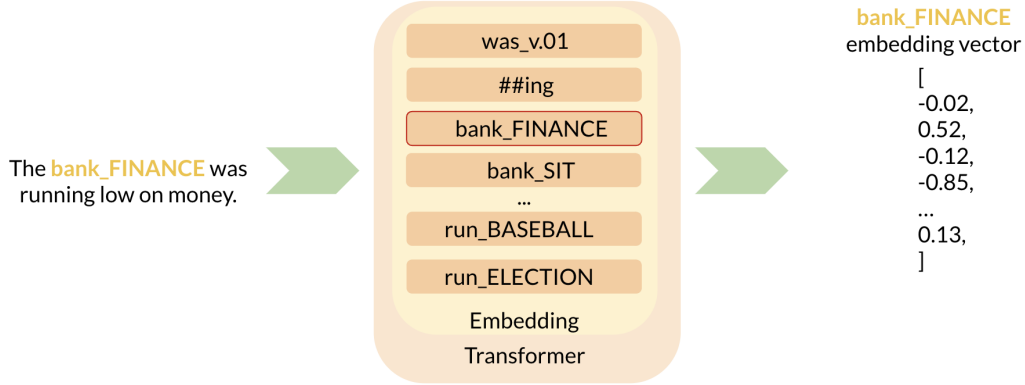 The bank_FINANCE was
running low on money.
was_v.01
##ing
bank_FINANCE
bank_SIT
...
run_BASEBALL
run_ELECTION
Embedding
Transformer
bank_FINANCE
embedding vector
[
-0.02,
0.52,
-0.12,
-0.85,
...
0.13,
]